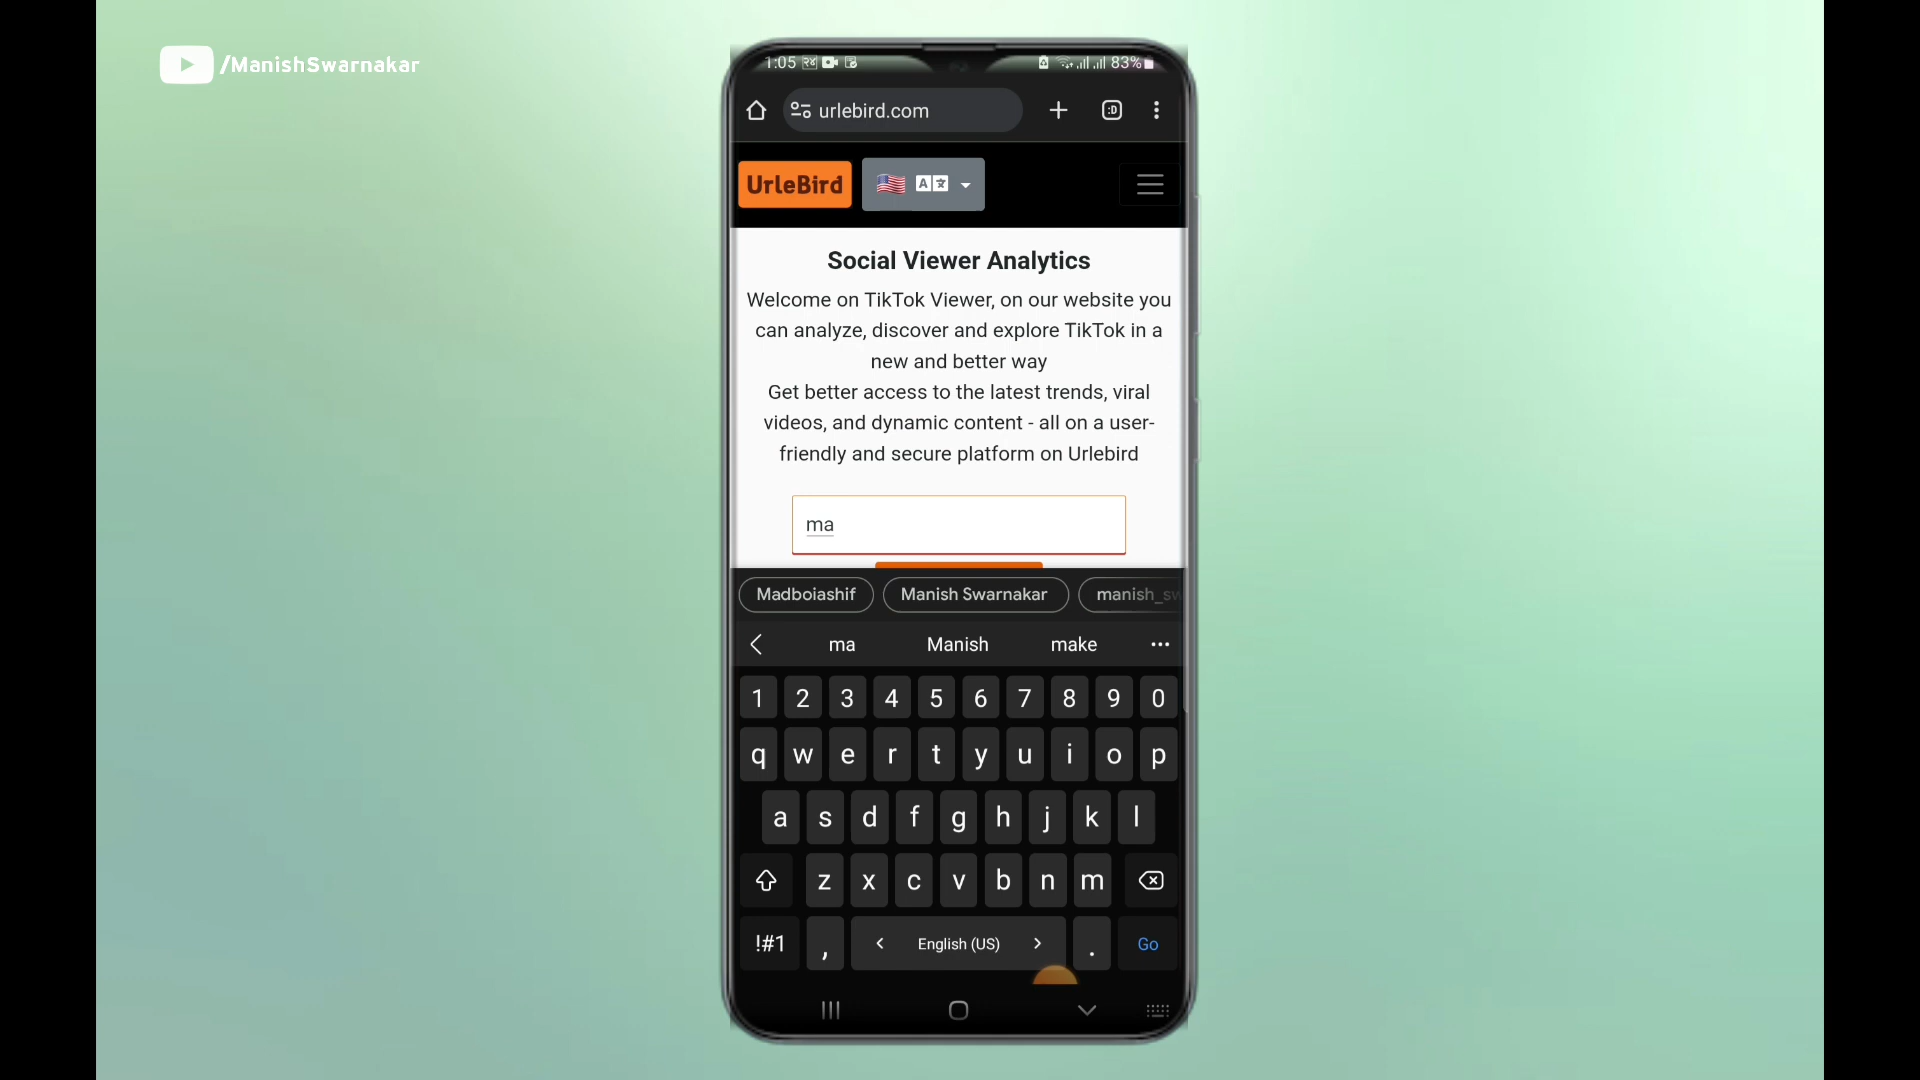 /ManishSwarnakar
1:05 83%
urlebird.com :D
UrleBird
Social Viewer Analytics
Welcome on TikTok Viewer, on our website you
can analyze, discover and explore TikTok in a
new and better way
Get better access to the latest trends, viral
videos, and dynamic content - all on a user-
friendly and secure platform on Urlebird
ma
Madboiashif Manish Swarnakar manish_sw
ma Manish make
1 2 3 4 5 6 7 8 9 0
q w e r t y u i o p
a s d f g h j k l
z x c v b n m
!#1 , English (US) . Go